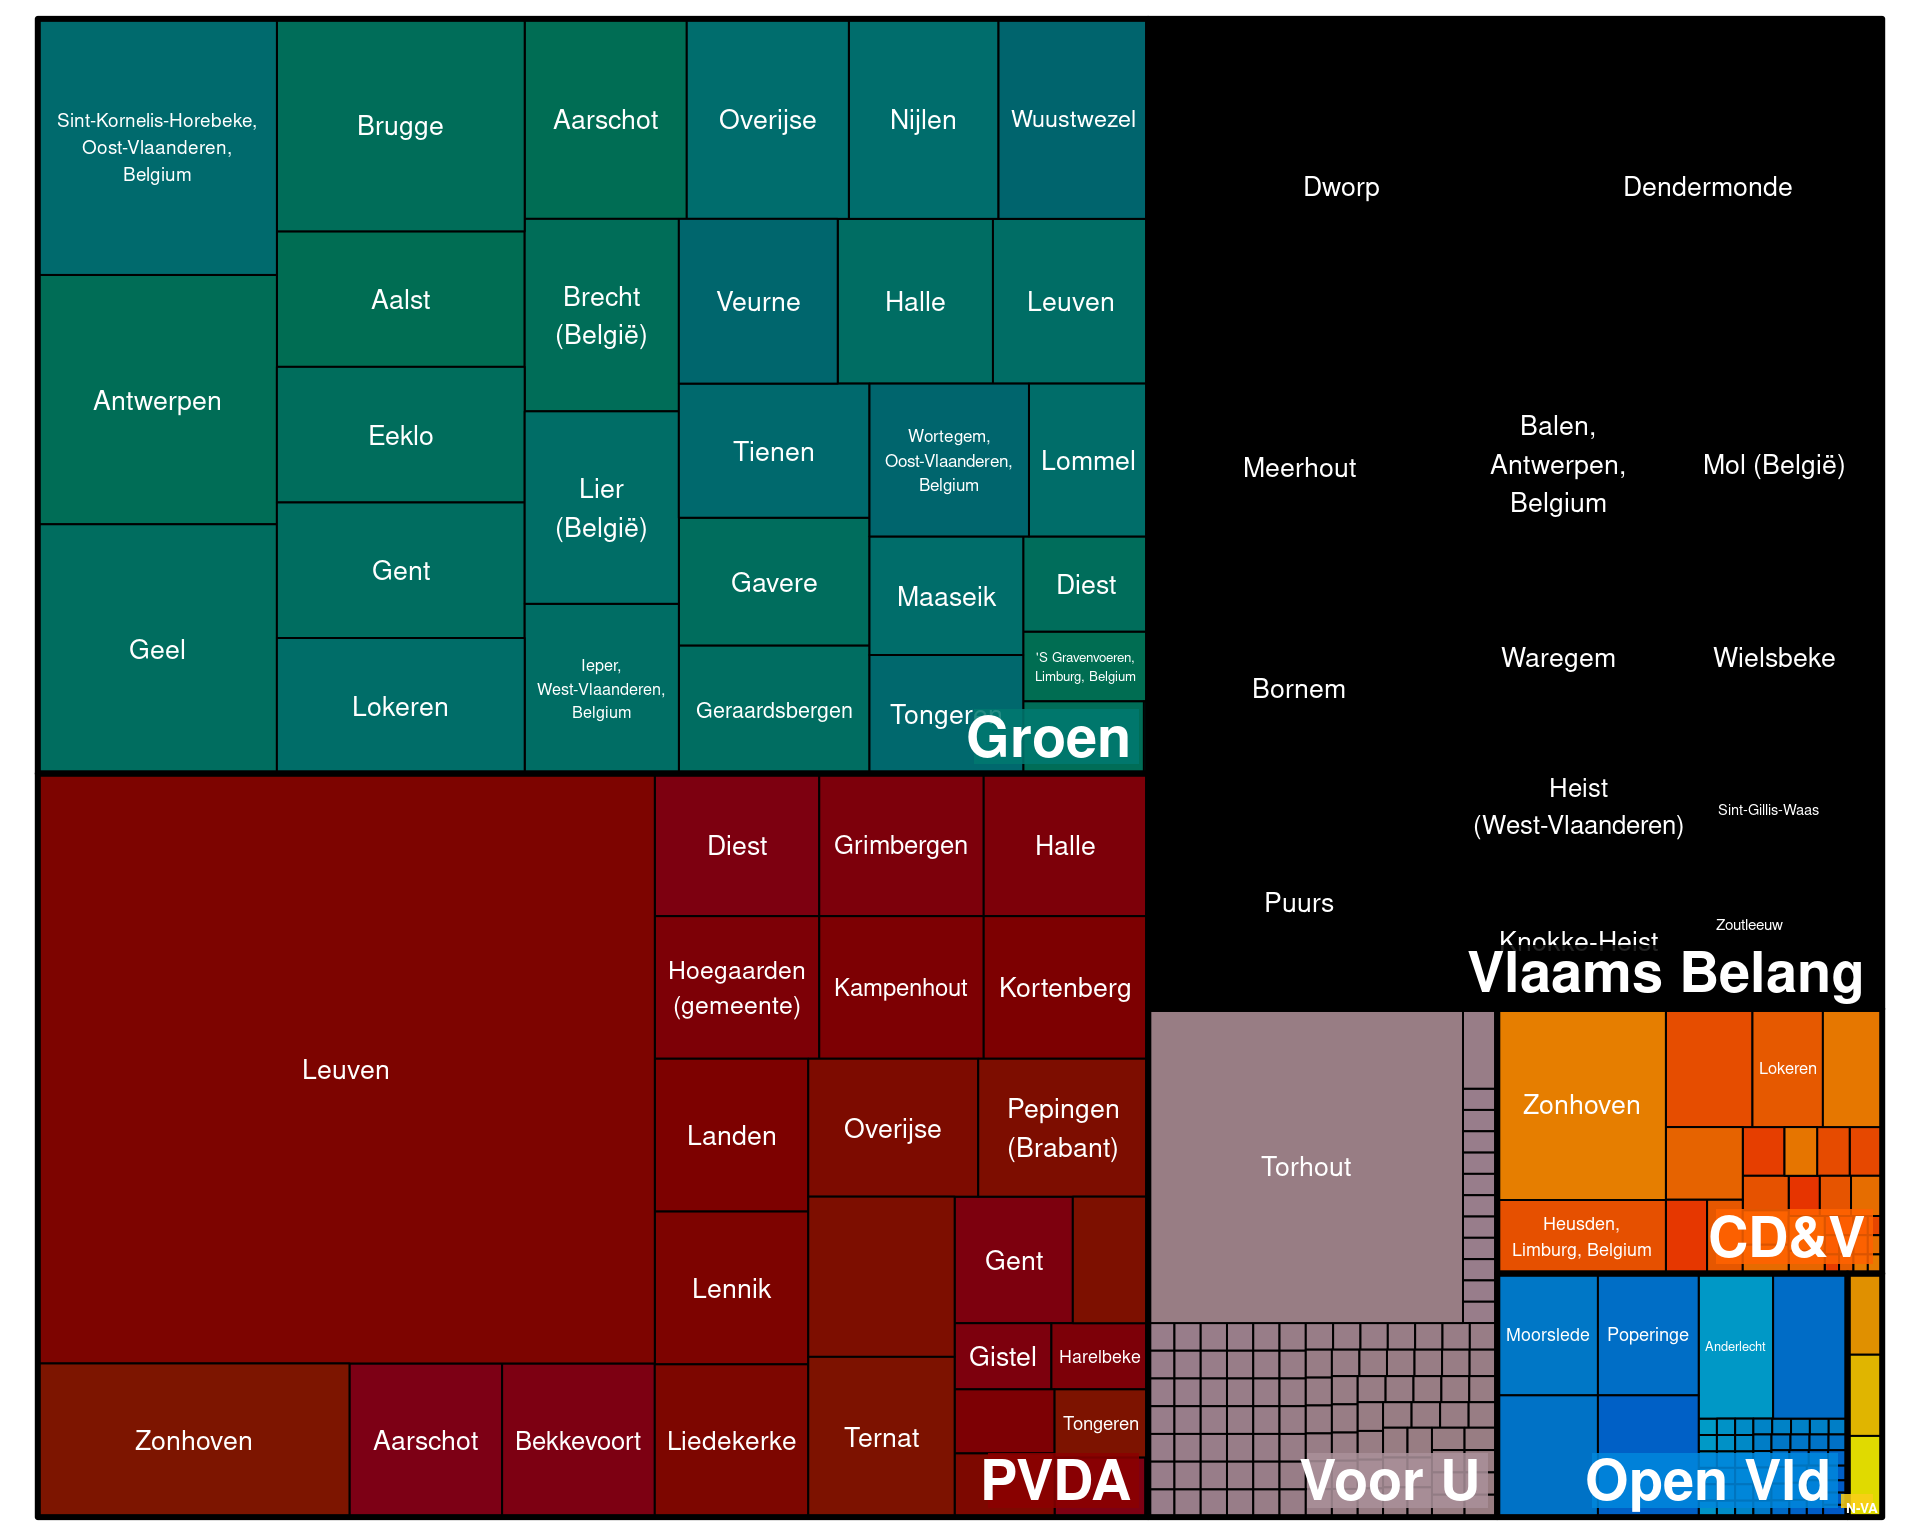 Sint-Kornelis-Horebeke,
Oost-Vlaanderen,
Belgium
Brugge
Aarschot
Overijse
Nijlen
Wuustwezel
Antwerpen
Aalst
Brecht
(België)
Veurne
Halle
Leuven
Eeklo
Lier
(België)
Tienen
Wortegem,
Oost-Vlaanderen,
Belgium
Lommel
Geel
Gent
Gavere
Maaseik
Diest
'S Gravenvoeren,
Limburg, Belgium
Lokeren
Ieper,
West-Vlaanderen,
Belgium
Geraardsbergen
Tongeren
Groen
Dworp
Dendermonde
Meerhout
Balen,
Antwerpen,
Belgium
Mol (België)
Bornem
Waregem
Wielsbeke
Puurs
Heist
(West-Vlaanderen)
Sint-Gillis-Waas
Knokke-Heist
Zoutleeuw
Vlaams Belang
Leuven
Diest
Grimbergen
Halle
Hoegaarden
(gemeente)
Kampenhout
Kortenberg
Landen
Overijse
Pepingen
(Brabant)
Lennik
Gent
Gistel
Harelbeke
Zonhoven
Aarschot
Bekkevoort
Liedekerke
Ternat
Tongeren
PVDA
Torhout
Voor U
Zonhoven
Lokeren
Heusden,
Limburg, Belgium
CD&V
Moorslede
Poperinge
Anderlecht
Open Vld
N-VA